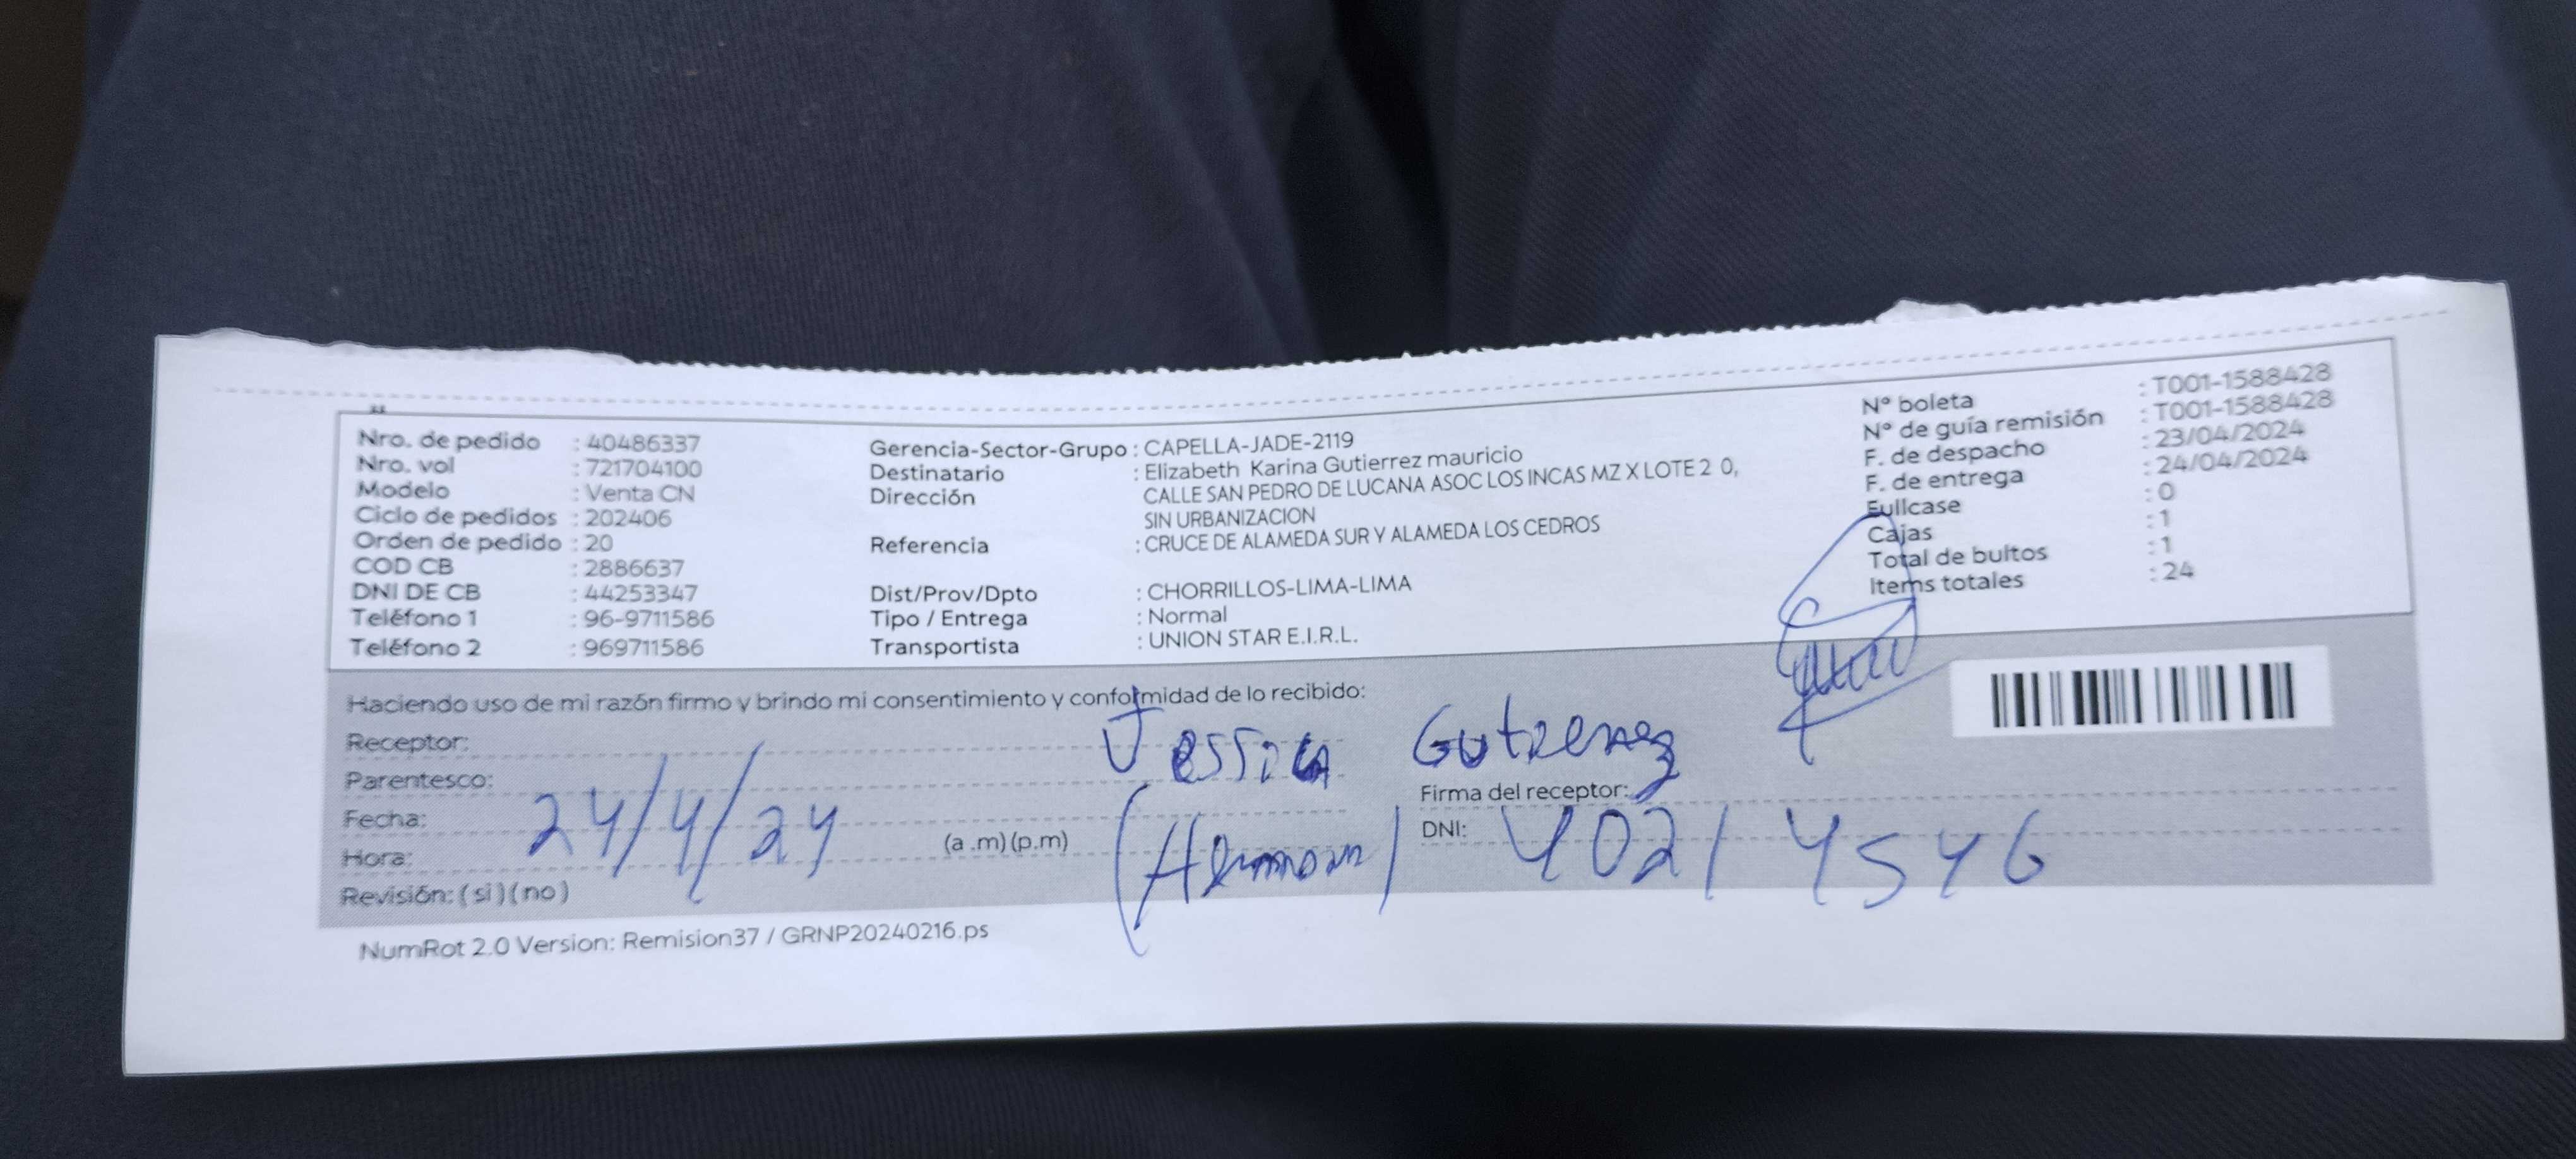 Nro. de pedido : 40486337
Nro. vol : 721704100
Modelo : Venta CN
Ciclo de pedidos : 202406
Orden de pedido : 20
COD CB : 2886637
DNI DE CB : 44253347
Teléfono 1 : 96-9711586
Teléfono 2 : 969711586
Gerencia-Sector-Grupo : CAPELLA-JADE-2119
Destinatario : Elizabeth Karina Gutierrez mauricio
Dirección CALLE SAN PEDRO DE LUCANA ASOC LOS INCAS MZ X LOTE 2 0,
SIN URBANIZACION
Referencia : CRUCE DE ALAMEDA SUR Y ALAMEDA LOS CEDROS
Dist/Prov/Dpto : CHORRILLOS-LIMA-LIMA
Tipo / Entrega : Normal
Transportista : UNION STAR E.I.R.L.
N° boleta : T001-1588428
N° de guía remisión : T001-1588428
F. de despacho : 23/04/2024
F. de entrega : 24/04/2024
Fullcase : 0
Cajas : 1
Total de bultos : 1
Items totales : 24
Haciendo uso de mi razón firmo y brindo mi consentimiento y conformidad de lo recibido:
Receptor: Jessica Gutierrez
Parentesco:
Firma del receptor:
Fecha: 24/4/24
Hora: (a .m)(p.m) (Hermana)
DNI: 40214546
Revisión: ( si ) ( no )
NumRot 2.0 Version: Remision37 / GRNP20240216.ps